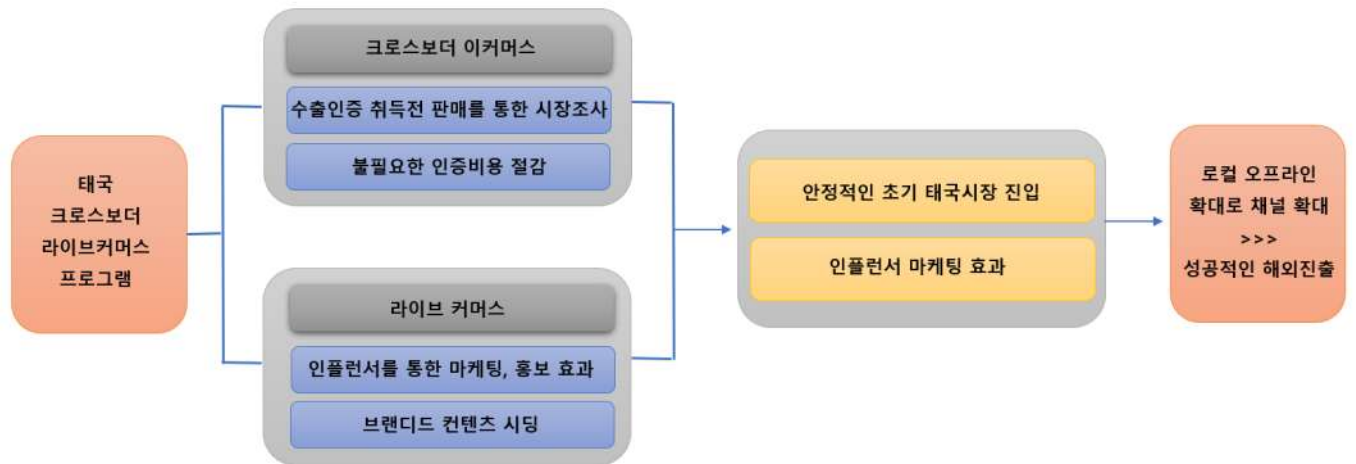 태국
크로스보더
라이브커머스
프로그램
크로스보더 이커머스
수출인증 취득전 판매를 통한 시장조사
불필요한 인증비용 절감
라이브 커머스
인플런서를 통한 마케팅, 홍보 효과
브랜디드 컨텐츠 시딩
안정적인 초기 태국시장 진입
인플런서 마케팅 효과
로컬 오프라인
확대로 채널 확대
>>>
성공적인 해외진출